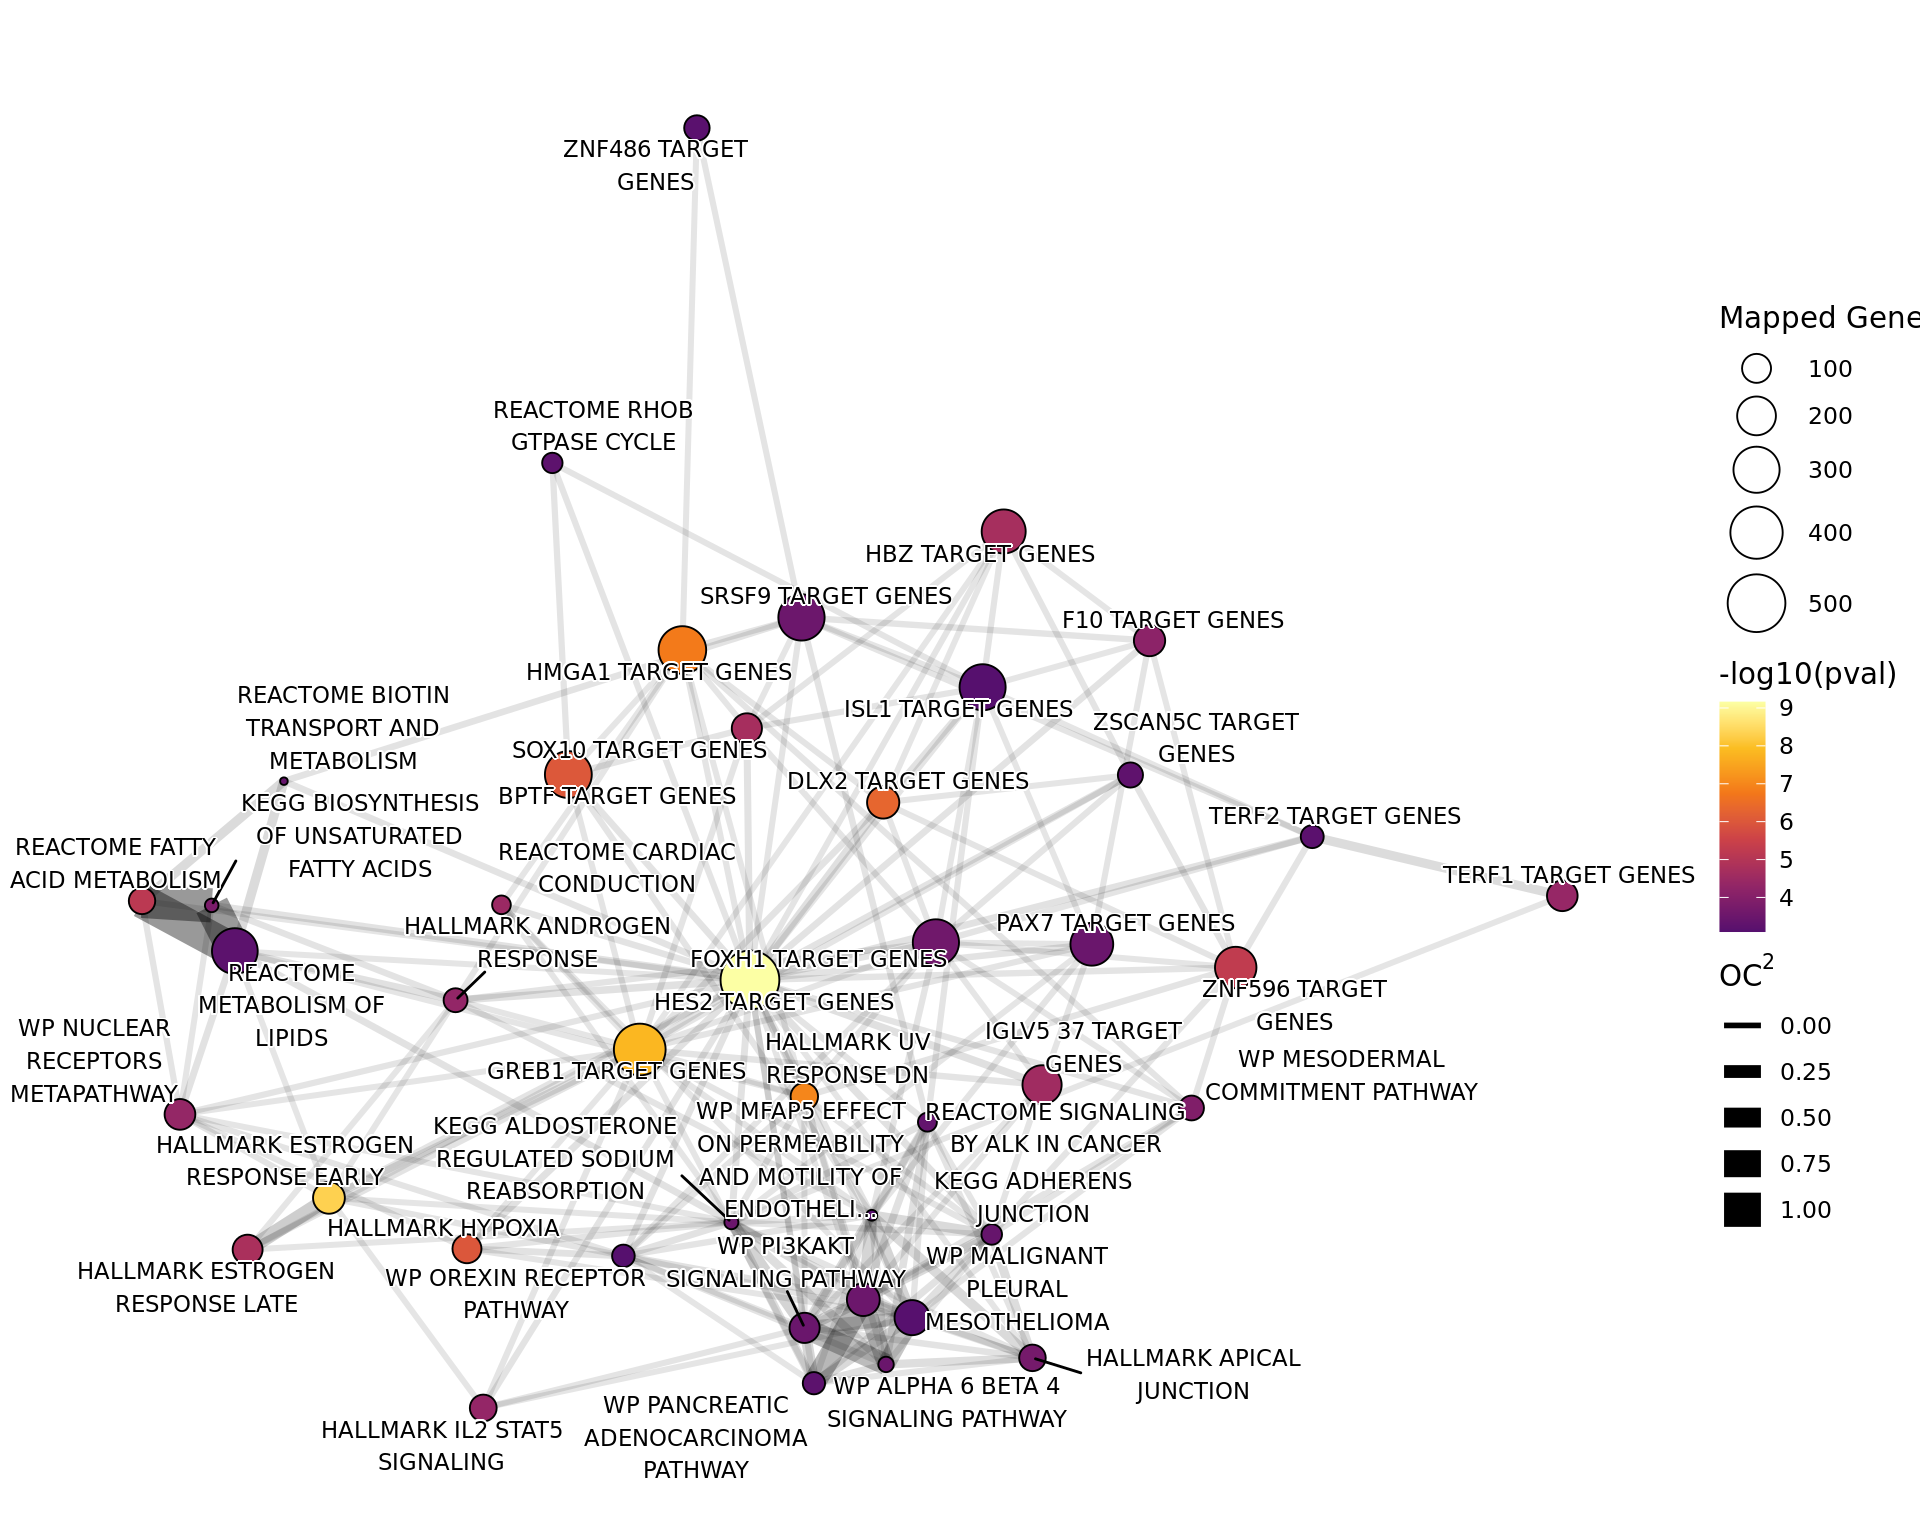 ZNF486 TARGET
GENES
REACTOME RHOB
GTPASE CYCLE
HBZ TARGET GENES
SRSF9 TARGET GENES
F10 TARGET GENES
HMGA1 TARGET GENES
ISL1 TARGET GENES
REACTOME BIOTIN
TRANSPORT AND
METABOLISM
ZSCAN5C TARGET
GENES
SOX10 TARGET GENES
DLX2 TARGET GENES
BPTF TARGET GENES
KEGG BIOSYNTHESIS
OF UNSATURATED
FATTY ACIDS
TERF2 TARGET GENES
REACTOME FATTY
ACID METABOLISM
REACTOME CARDIAC
CONDUCTION
TERF1 TARGET GENES
HALLMARK ANDROGEN
RESPONSE
PAX7 TARGET GENES
FOXH1 TARGET GENES
REACTOME
METABOLISM OF
LIPIDS
HES2 TARGET GENES
ZNF596 TARGET
GENES
WP NUCLEAR
RECEPTORS
METAPATHWAY
IGLV5 37 TARGET
GENES
HALLMARK UV
RESPONSE DN
GREB1 TARGET GENES
WP MESODERMAL
COMMITMENT PATHWAY
WP MFAP5 EFFECT
ON PERMEABILITY
AND MOTILITY OF
ENDOTHELI...
REACTOME SIGNALING
BY ALK IN CANCER
KEGG ALDOSTERONE
REGULATED SODIUM
REABSORPTION
HALLMARK ESTROGEN
RESPONSE EARLY
KEGG ADHERENS
JUNCTION
HALLMARK HYPOXIA
WP PI3KAKT
SIGNALING PATHWAY
WP MALIGNANT
PLEURAL
MESOTHELIOMA
HALLMARK ESTROGEN
RESPONSE LATE
WP OREXIN RECEPTOR
PATHWAY
HALLMARK APICAL
JUNCTION
WP ALPHA 6 BETA 4
SIGNALING PATHWAY
WP PANCREATIC
ADENOCARCINOMA
PATHWAY
HALLMARK IL2 STAT5
SIGNALING
Mapped Gene
100
200
300
400
500
-log10(pval)
9
8
7
6
5
4
OC2
0.00
0.25
0.50
0.75
1.00